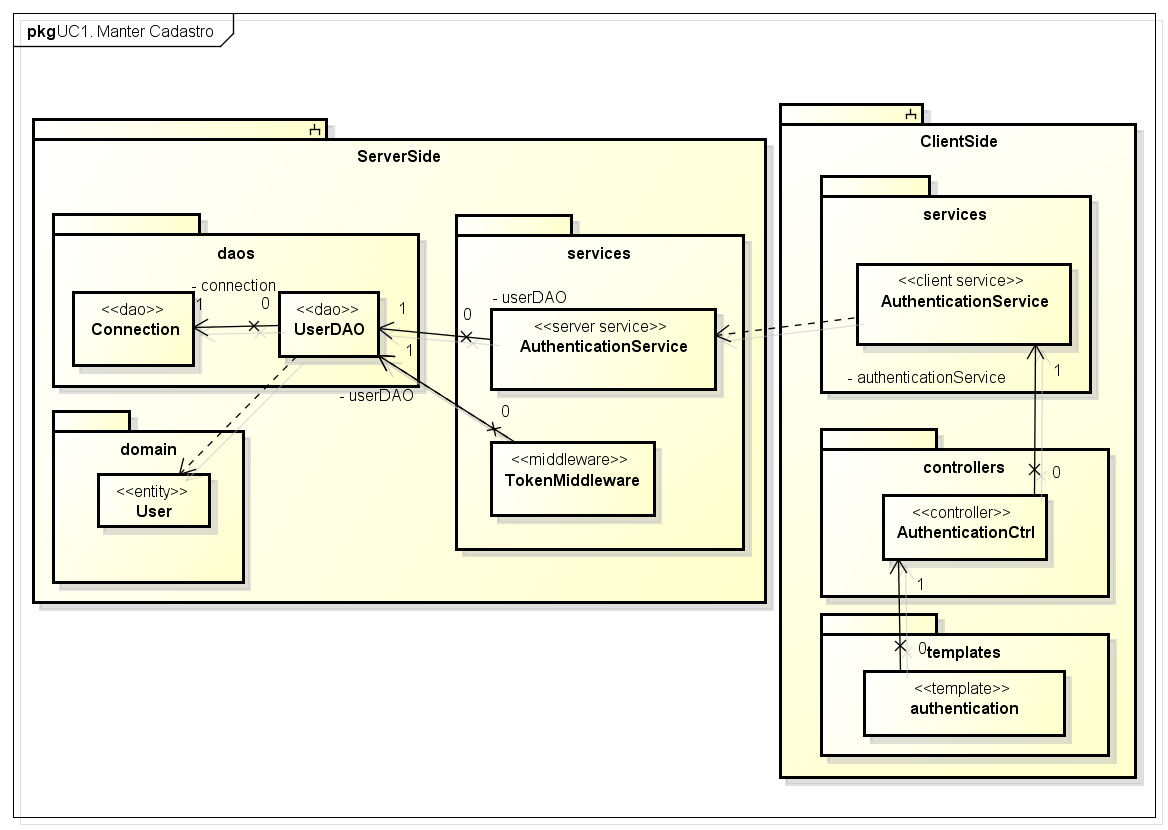 pkg UC1. Manter Cadastro
ServerSide
daos
<<dao>>
Connection
- connection
1
0
<<dao>>
UserDAO
1
1
- userDAO
domain
<<entity>>
User
services
- userDAO
0
<<server service>>
AuthenticationService
0
<<middleware>>
TokenMiddleware
ClientSide
services
<<client service>>
AuthenticationService
- authenticationService
1
controllers
0
<<controller>>
AuthenticationCtrl
1
0
templates
<<template>>
authentication